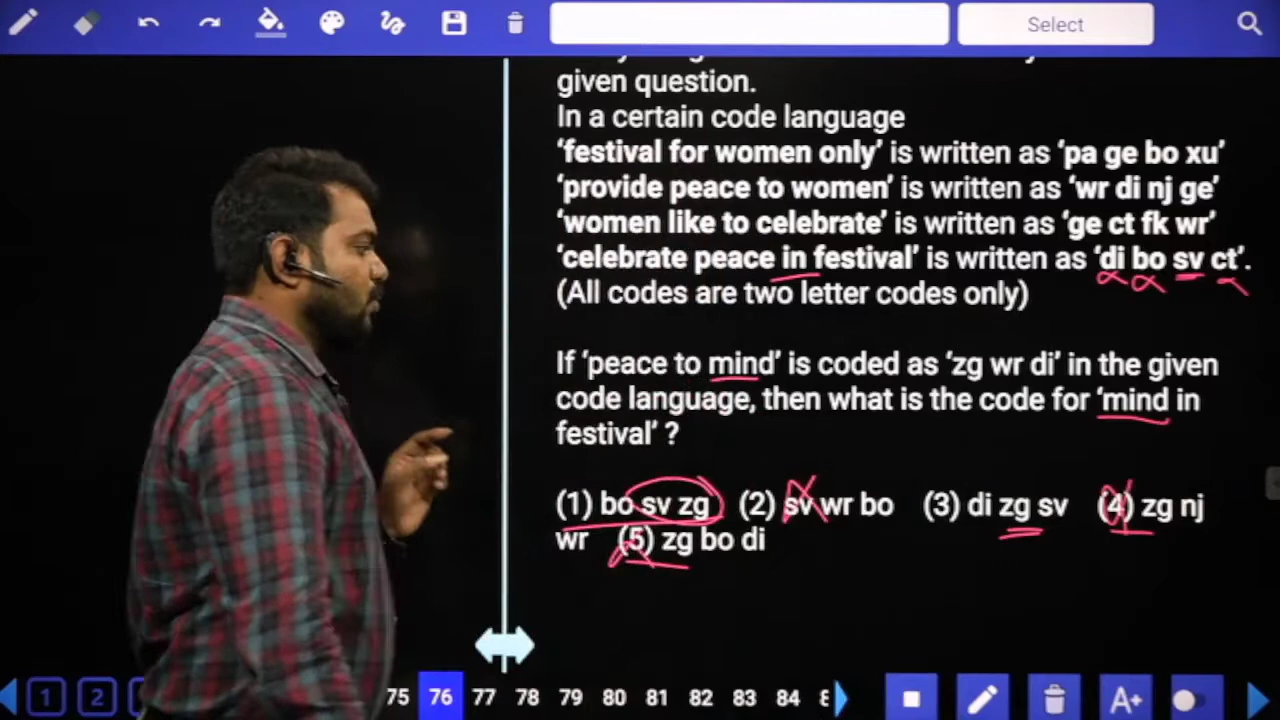 Select
given question.
In a certain code language
‘festival for women only’ is written as ‘pa ge bo xu’
‘provide peace to women’ is written as ‘wr di nj ge’
‘women like to celebrate’ is written as ‘ge ct fk wr’
‘celebrate peace in festival’ is written as ‘di bo sv ct’.
(All codes are two letter codes only)
If ‘peace to mind’ is coded as ‘zg wr di’ in the given
code language, then what is the code for ‘mind in
festival’ ?
(1) bo sv zg (2) sv wr bo (3) di zg sv (4) zg nj
wr (5) zg bo di
1 2 75 76 77 78 79 80 81 82 83 84 A+